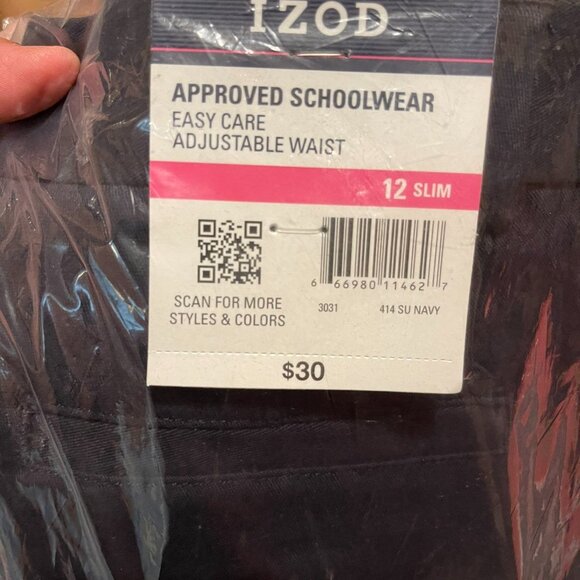 IZOD
APPROVED SCHOOLWEAR
EASY CARE
ADJUSTABLE WAIST
12 SLIM
6 66980 11462 7
SCAN FOR MORE
STYLES & COLORS
3031 414 SU NAVY
$30